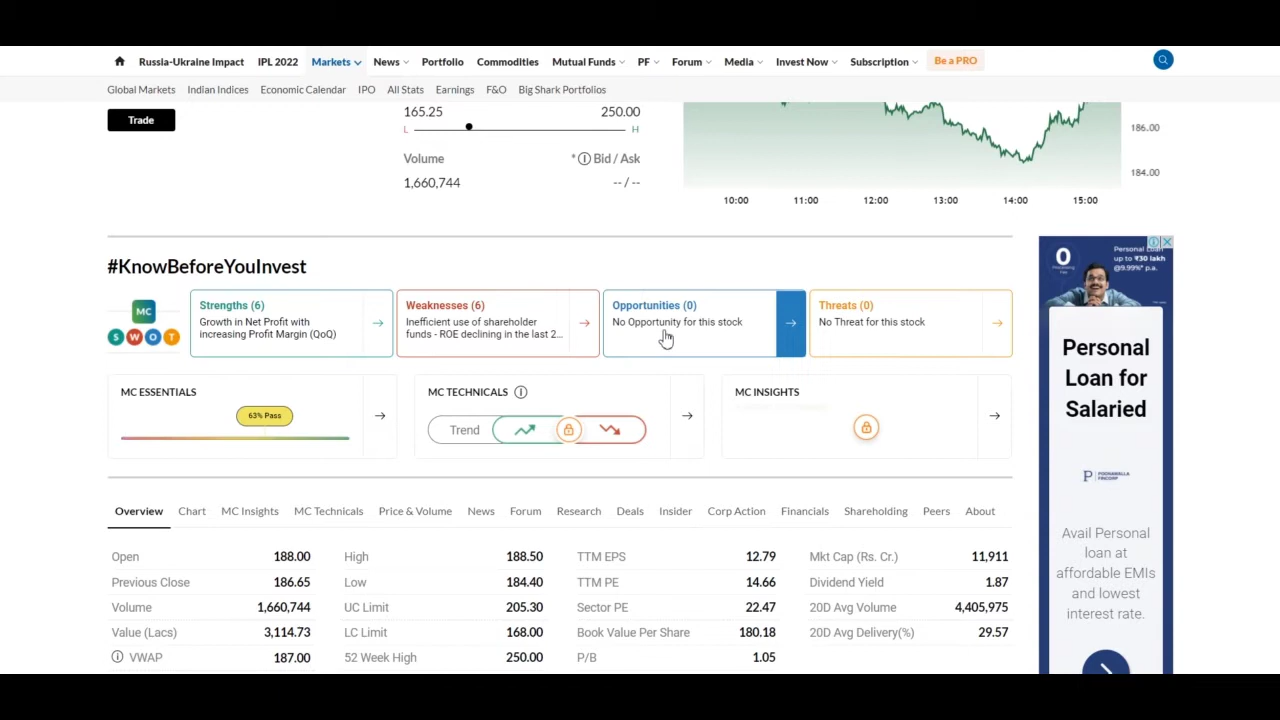 Russia-Ukraine Impact IPL 2022 Markets News Portfolio Commodities Mutual Funds PF Forum Media Invest Now Subscription Be a PRO
Global Markets Indian Indices Economic Calendar IPO All Stats Earnings F&O Big Shark Portfolios
Trade
165.25 250.00
L H
Volume * Bid / Ask
1,660,744 -- / --
186.00
184.00
10:00 11:00 12:00 13:00 14:00 15:00
#KnowBeforeYouInvest
MC
S W O T
Strengths (6)
Growth in Net Profit with
increasing Profit Margin (QoQ)
Weaknesses (6)
Inefficient use of shareholder
funds - ROE declining in the last 2...
Opportunities (0)
No Opportunity for this stock
Threats (0)
No Threat for this stock
MC ESSENTIALS
63% Pass
MC TECHNICALS
Trend
MC INSIGHTS
Overview Chart MC Insights MC Technicals Price & Volume News Forum Research Deals Insider Corp Action Financials Shareholding Peers About
Open 188.00 High 188.50 TTM EPS 12.79 Mkt Cap (Rs. Cr.) 11,911
Previous Close 186.65 Low 184.40 TTM PE 14.66 Dividend Yield 1.87
Volume 1,660,744 UC Limit 205.30 Sector PE 22.47 20D Avg Volume 4,405,975
Value (Lacs) 3,114.73 LC Limit 168.00 Book Value Per Share 180.18 20D Avg Delivery(%) 29.57
VWAP 187.00 52 Week High 250.00 P/B 1.05
0
Personal Loan
up to ₹30 lakh
@9.99%* p.a.
Personal
Loan for
Salaried
POONAWALLA
FINCORP
Avail Personal
loan at
affordable EMIs
and lowest
interest rate.